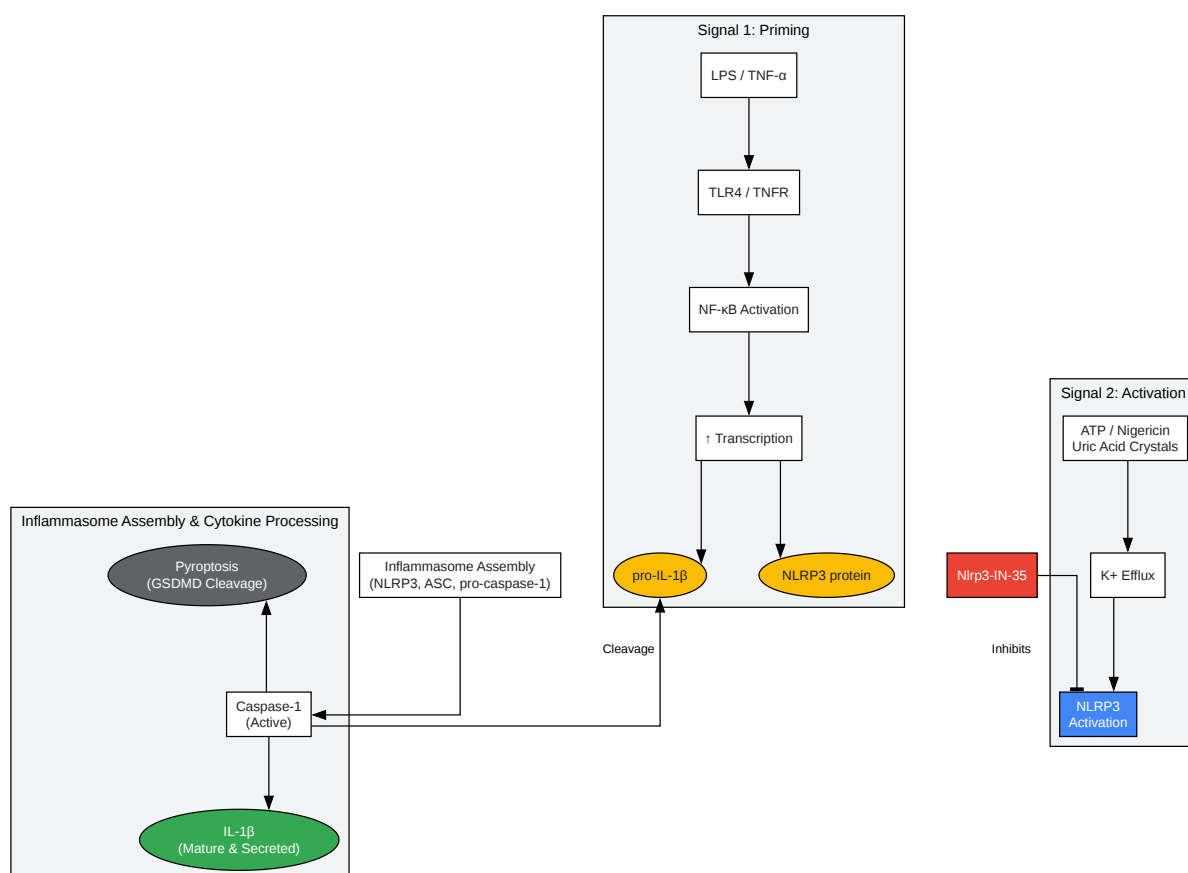 Signal 1: Priming
LPS / TNF-α
TLR4 / TNFR
NF-κB Activation
↑ Transcription
pro-IL-1β
NLRP3 protein
Signal 2: Activation
ATP / Nigericin
Uric Acid Crystals
K+ Efflux
Nlrp3-IN-35
Inhibits
NLRP3
Activation
Inflammasome Assembly & Cytokine Processing
Pyroptosis
(GSDMD Cleavage)
Inflammasome Assembly
(NLRP3, ASC, pro-caspase-1)
Cleavage
Caspase-1
(Active)
IL-1β
(Mature & Secreted)